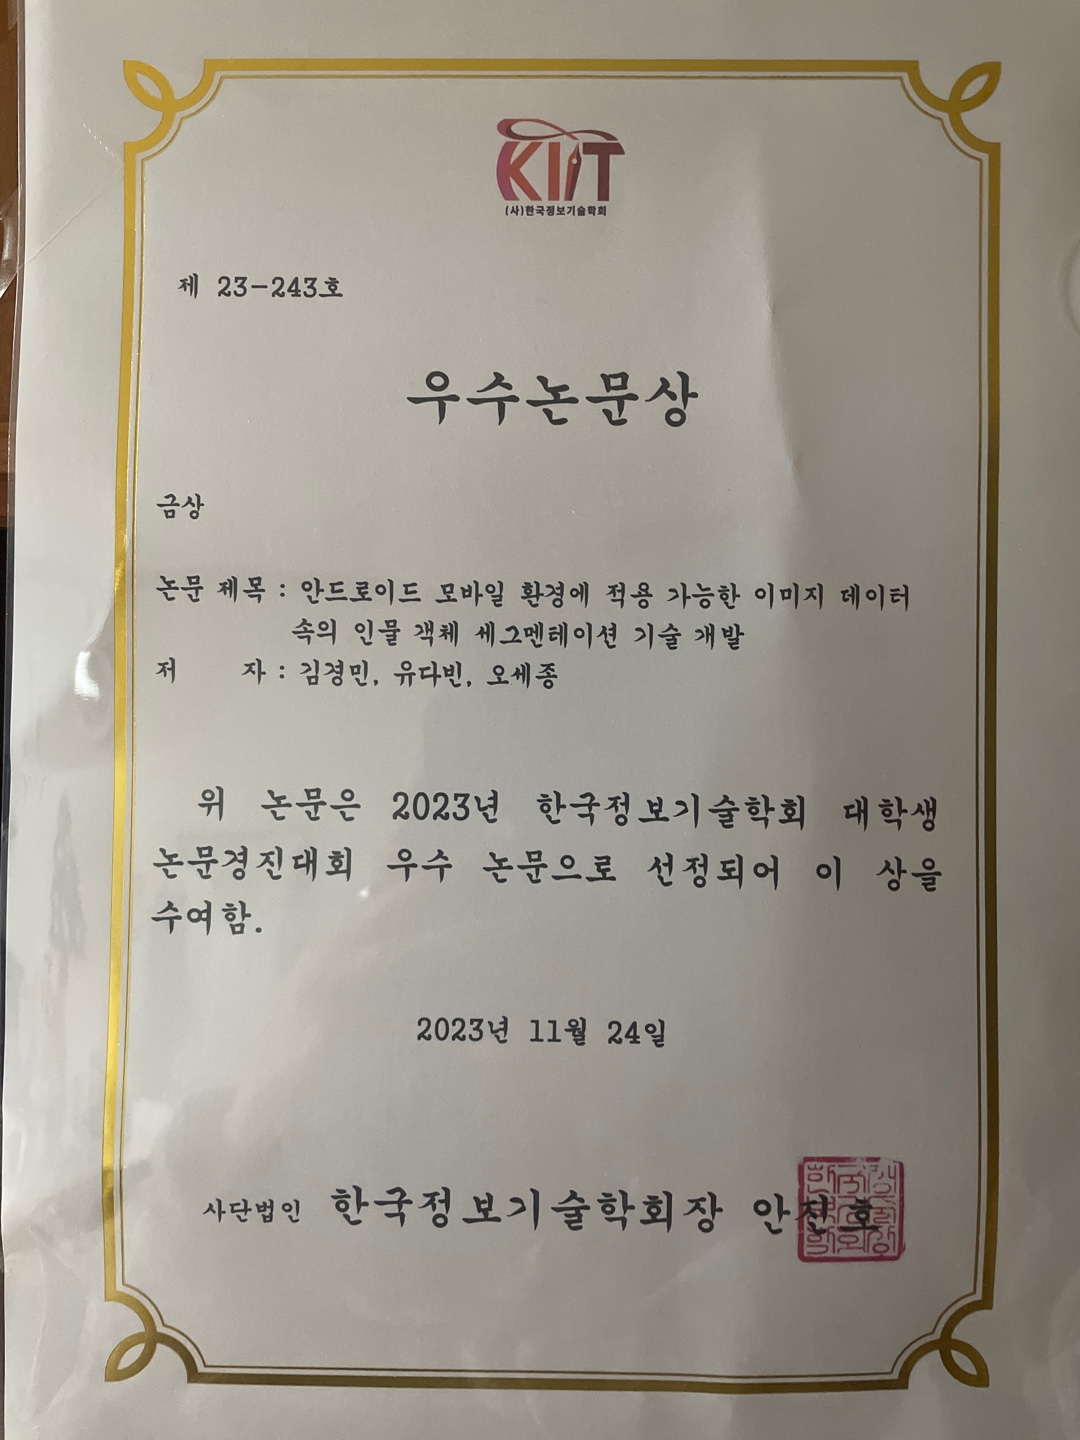 KIIT
(사)한국정보기술학회
제 23-243호
우수논문상
금상
논문 제목 : 안드로이드 모바일 환경에 적용 가능한 이미지 데이터
속의 인물 객체 세그멘테이션 기술 개발
저 자 : 김경민, 유다빈, 오세종
위 논문은 2023년 한국정보기술학회 대학생
논문경진대회 우수 논문으로 선정되어 이 상을
수여함.
2023년 11월 24일
사단법인 한국정보기술학회장 안진호